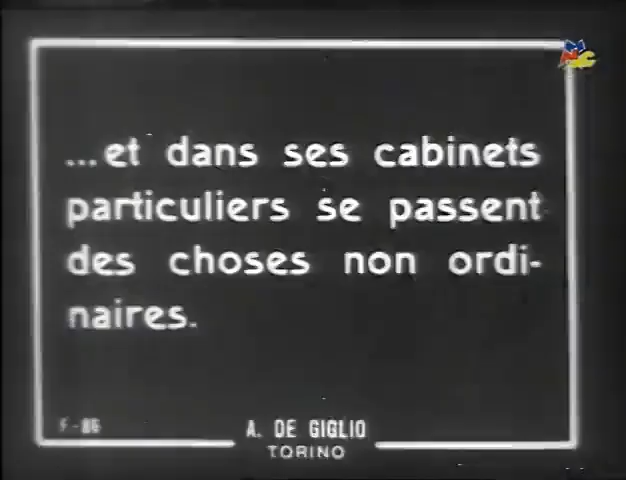 ...et dans ses cabinets
particuliers se passent
des choses non ordi-
naires.
F-86
A. DE GIGLIO
TORINO